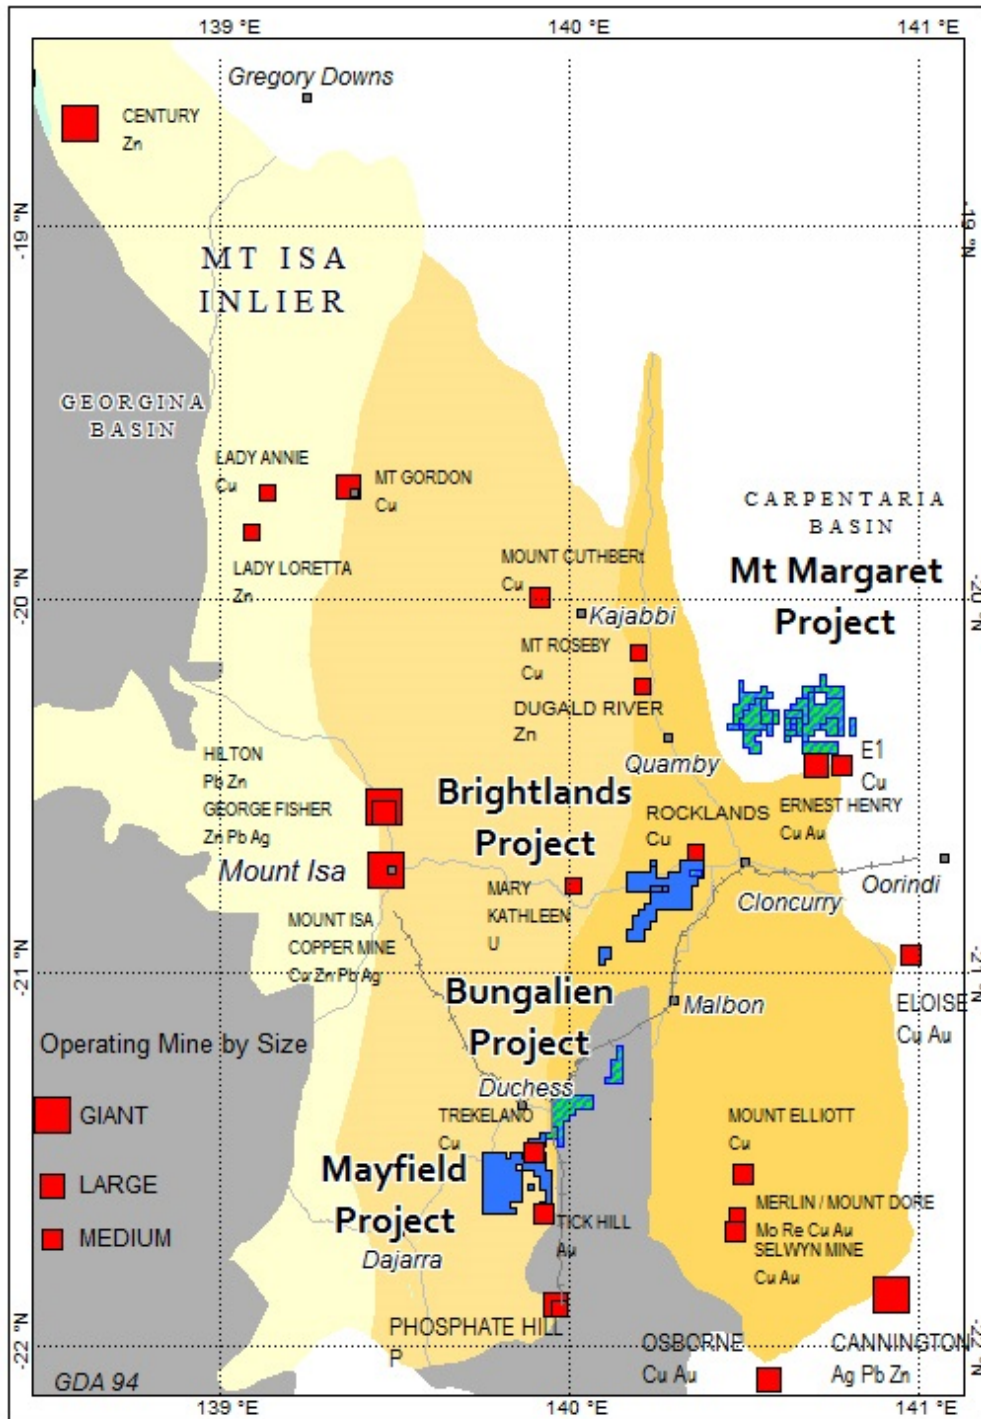 139 °E
140 °E
141 °E
Gregory Downs
CENTURY
Zn
-19 °N
-19 °N
MT ISA
INLIER
GEORGINA
BASIN
LADY ANNIE
Cu
MT GORDON
Cu
LADY LORETTA
Zn
CARPENTARIA
BASIN
Mt Margaret
Project
MOUNT CUTHBERt
Cu
-20 °N
-20 °N
Kajabbi
MT ROSEBY
Cu
DUGALD RIVER
Zn
Quamby
E1
Cu
HILTON
Pb Zn
GEORGE FISHER
Zn Pb Ag
Brightlands
Project
ROCKLANDS
Cu
ERNEST HENRY
Cu Au
Mount Isa
MARY
KATHLEEN
U
Cloncurry
Oorindi
MOUNT ISA
COPPER MINE
Cu Zn Pb Ag
-21 °N
-21 °N
Bungalien
Project
Malbon
ELOISE
Cu Au
Operating Mine by Size
GIANT
LARGE
MEDIUM
Duchess
TREKELANO
Cu
MOUNT ELLIOTT
Cu
Mayfield
Project
TICK HILL
Au
MERLIN / MOUNT DORE
Mo Re Cu Au
SELWYN MINE
Cu Au
Dajarra
PHOSPHATE HILL
P
-22 °N
-22 °N
OSBORNE
Cu Au
CANNINGTON
Ag Pb Zn
GDA 94
139 °E
140 °E
141 °E